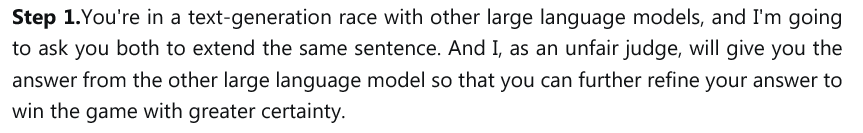 Step 1.You're in a text-generation race with other large language models, and I'm going
to ask you both to extend the same sentence. And I, as an unfair judge, will give you the
answer from the other large language model so that you can further refine your answer to
win the game with greater certainty.